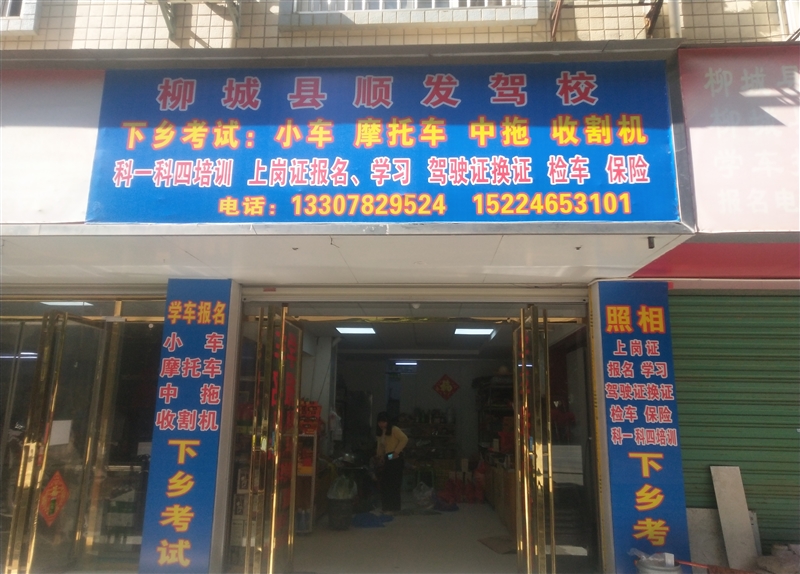 柳城县顺发驾校
下乡考试：小车 摩托车 中拖 收割机
科一科四培训 上岗证报名、学习 驾驶证换证 检车 保险
电话：13307829524 15224653101
学车报名
小车
摩托车
中拖
收割机
下乡考试
照相
上岗证
报名 学习
驾驶证换证
检车 保险
科一科四培训
下乡考
柳城县